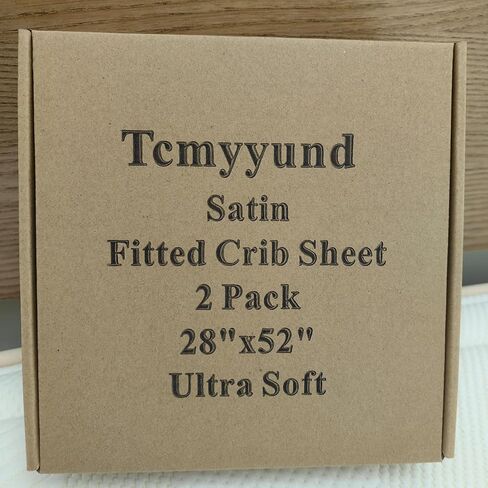 Tcmyyund
Satin
Fitted Crib Sheet
2 Pack
28"x52"
Ultra Soft